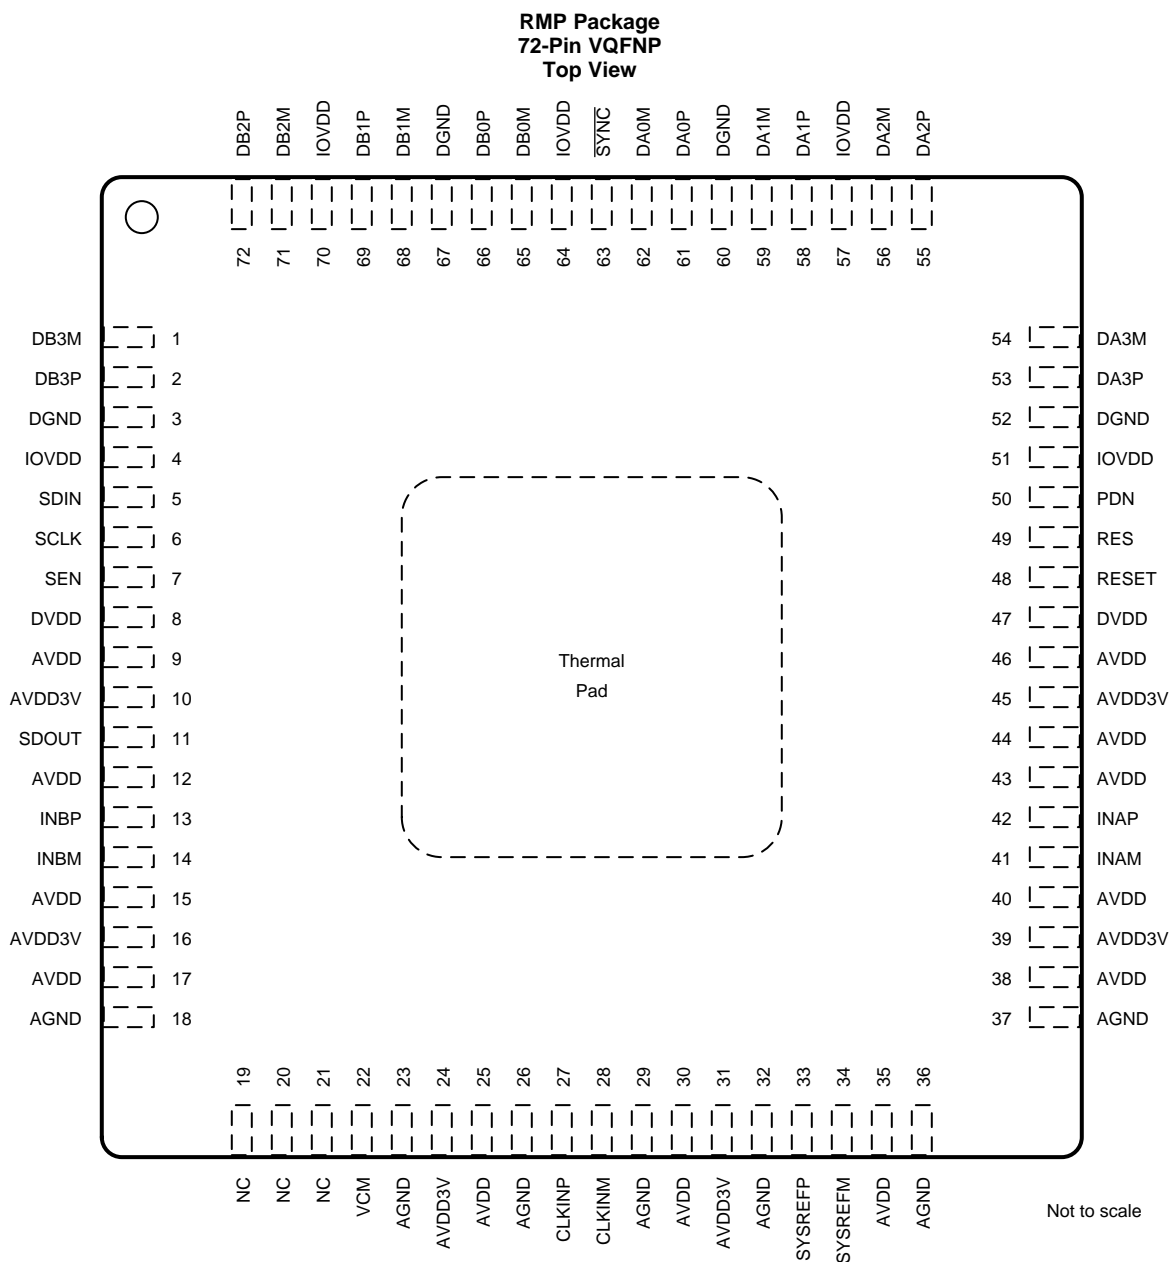 RMP Package
72-Pin VQFNP
Top View
DB2P
DB2M
IOVDD
DB1P
DB1M
DGND
DB0P
DB0M
IOVDD
SYNC
DA0M
DA0P
DGND
DA1M
DA1P
IOVDD
DA2M
DA2P
72
71
70
69
68
67
66
65
64
63
62
61
60
59
58
57
56
55
DB3M 1
DB3P 2
DGND 3
IOVDD 4
SDIN 5
SCLK 6
SEN 7
DVDD 8
AVDD 9
AVDD3V 10
SDOUT 11
AVDD 12
INBP 13
INBM 14
AVDD 15
AVDD3V 16
AVDD 17
AGND 18
Thermal
Pad
54 DA3M
53 DA3P
52 DGND
51 IOVDD
50 PDN
49 RES
48 RESET
47 DVDD
46 AVDD
45 AVDD3V
44 AVDD
43 AVDD
42 INAP
41 INAM
40 AVDD
39 AVDD3V
38 AVDD
37 AGND
19
20
21
22
23
24
25
26
27
28
29
30
31
32
33
34
35
36
NC
NC
NC
VCM
AGND
AVDD3V
AVDD
AGND
CLKINP
CLKINM
AGND
AVDD
AVDD3V
AGND
SYSREFP
SYSREFM
AVDD
AGND
Not to scale